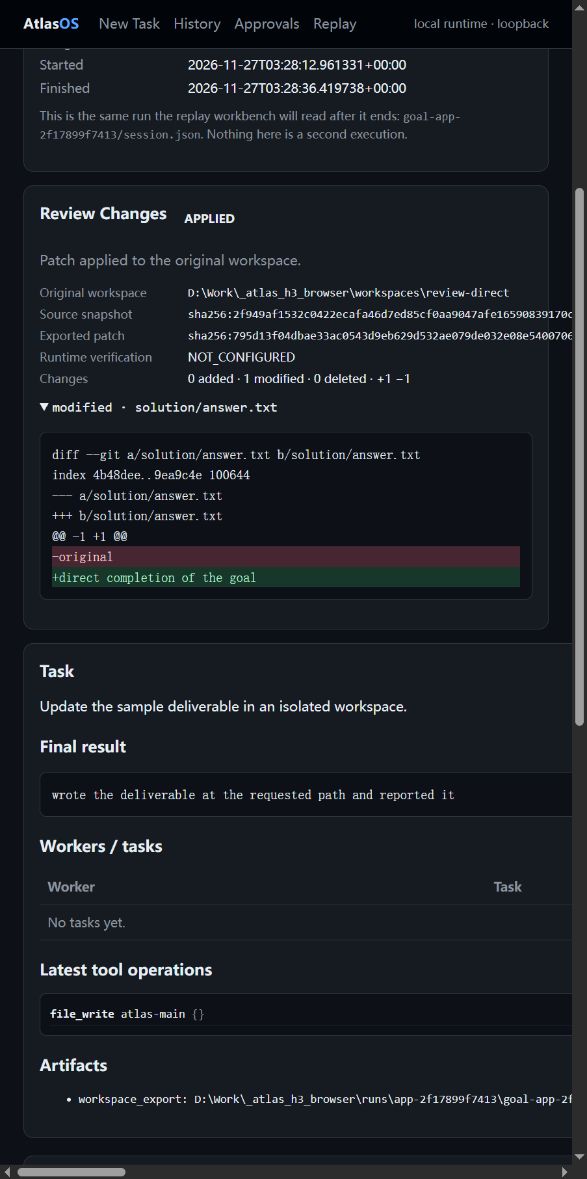 AtlasOS New Task History Approvals Replay local runtime · loopback
Started 2026-11-27T03:28:12.961331+00:00
Finished 2026-11-27T03:28:36.419738+00:00
This is the same run the replay workbench will read after it ends: goal-app-
2f17899f7413/session.json. Nothing here is a second execution.
Review Changes APPLIED
Patch applied to the original workspace.
Original workspace D:\Work\_atlas_h3_browser\workspaces\review-direct
Source snapshot sha256:2f949af1532c0422ecafa46d7ed85cf0aa9047afe16590839170c
Exported patch sha256:795d13f04dbae33ac0543d9eb629d532ae079de032e08e5400706
Runtime verification NOT_CONFIGURED
Changes 0 added · 1 modified · 0 deleted · +1 −1
▼ modified · solution/answer.txt
diff --git a/solution/answer.txt b/solution/answer.txt
index 4b48dee..9ea9c4e 100644
--- a/solution/answer.txt
+++ b/solution/answer.txt
@@ -1 +1 @@
-original
+direct completion of the goal
Task
Update the sample deliverable in an isolated workspace.
Final result
wrote the deliverable at the requested path and reported it
Workers / tasks
Worker Task
No tasks yet.
Latest tool operations
file_write atlas-main {}
Artifacts
• workspace_export: D:\Work\_atlas_h3_browser\runs\app-2f17899f7413\goal-app-2f